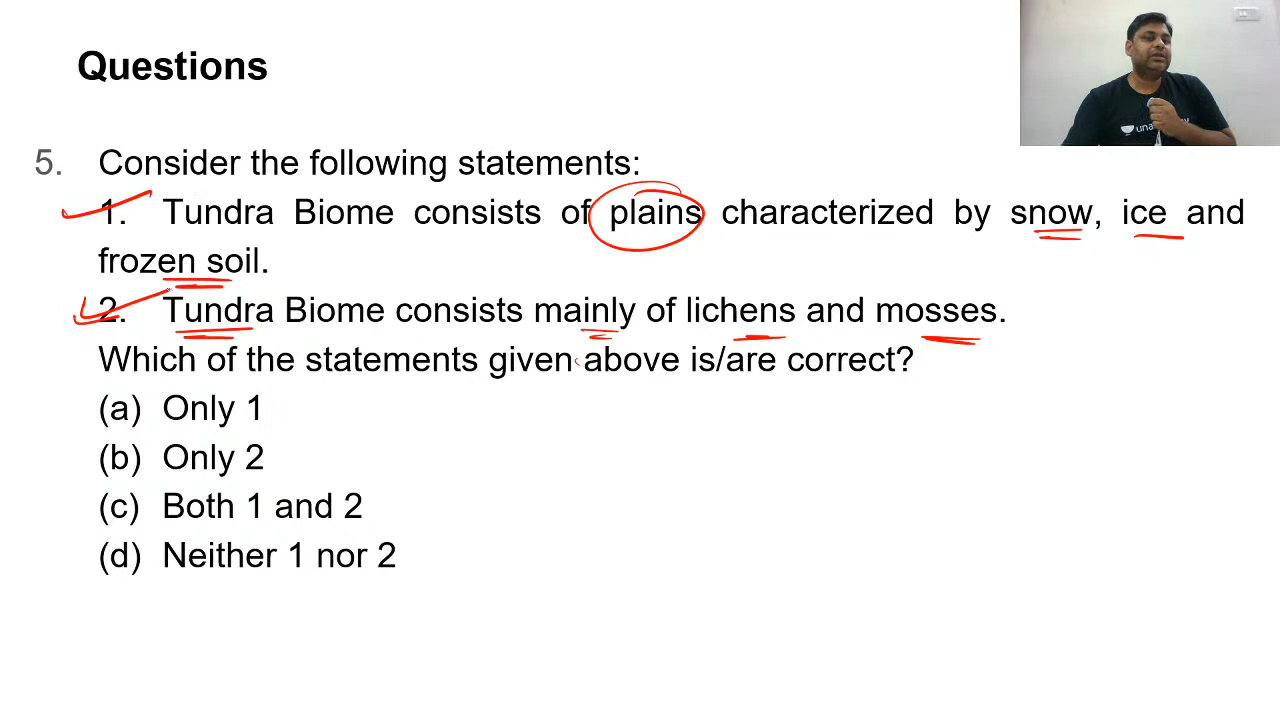 Questions
5. Consider the following statements:
1. Tundra Biome consists of plains characterized by snow, ice and
frozen soil.
2. Tundra Biome consists mainly of lichens and mosses.
Which of the statements given above is/are correct?
(a) Only 1
(b) Only 2
(c) Both 1 and 2
(d) Neither 1 nor 2